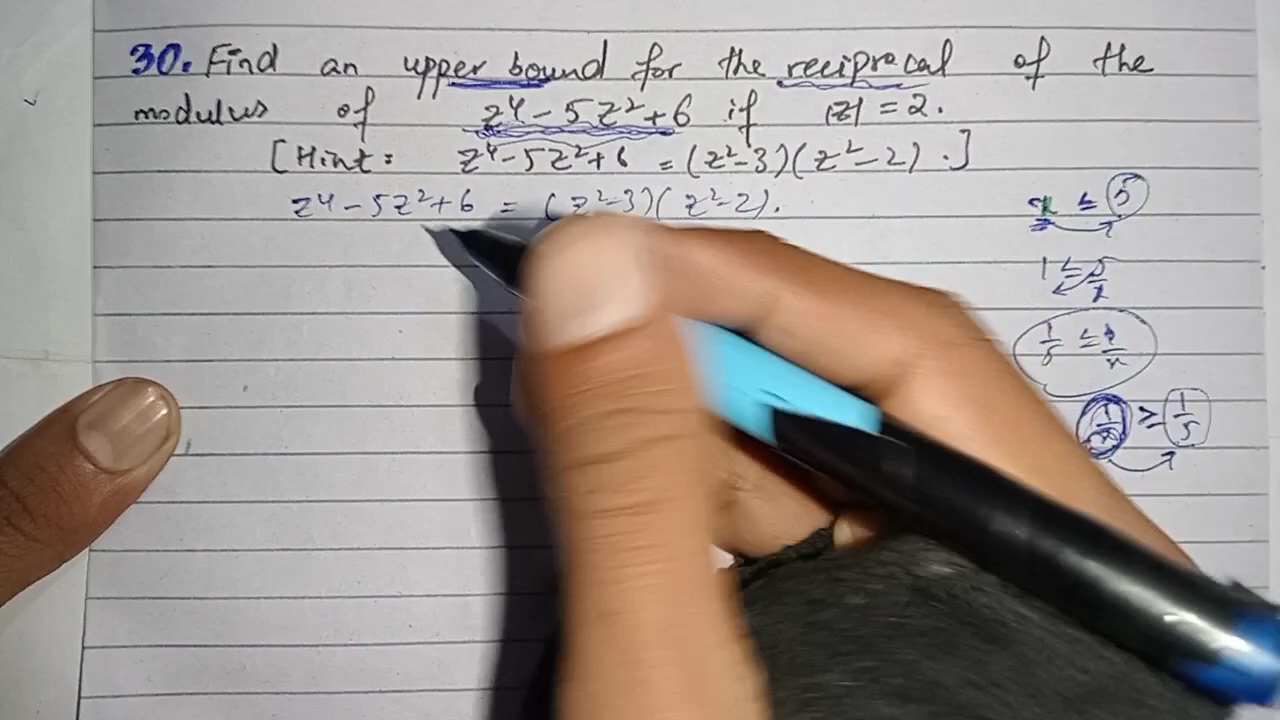 30. Find an upper bound for the reciprocal of the
modulus of z⁴ - 5z² + 6 if |z| = 2.
[Hint: z⁴ - 5z² + 6 = (z² - 3)(z² - 2).]
z⁴ - 5z² + 6 = (z² - 3)(z² - 2).
x ≤ 5
1 ≤ 5/x
1/5 ≤ 1/x
1/x ≥ 1/5